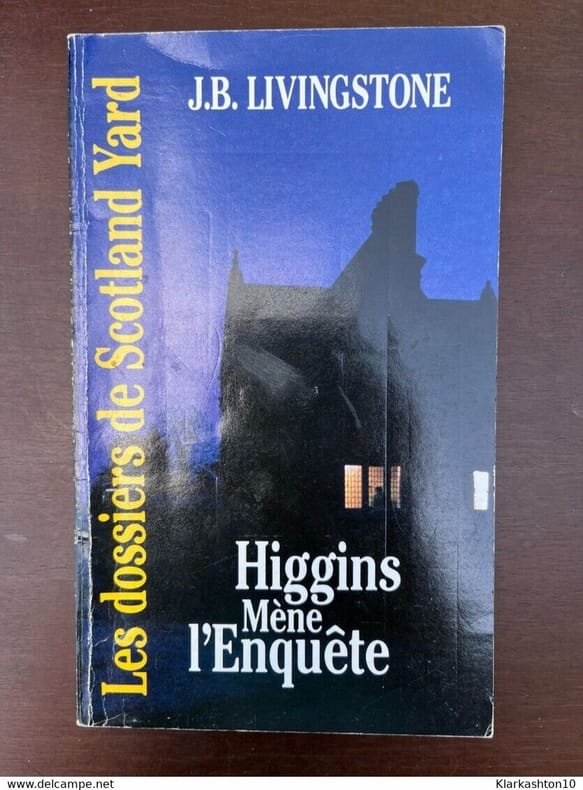 J.B. LIVINGSTONE
Les dossiers de Scotland Yard
Higgins
Mène
l'Enquête
www.delcampe.net
Klarkashton10